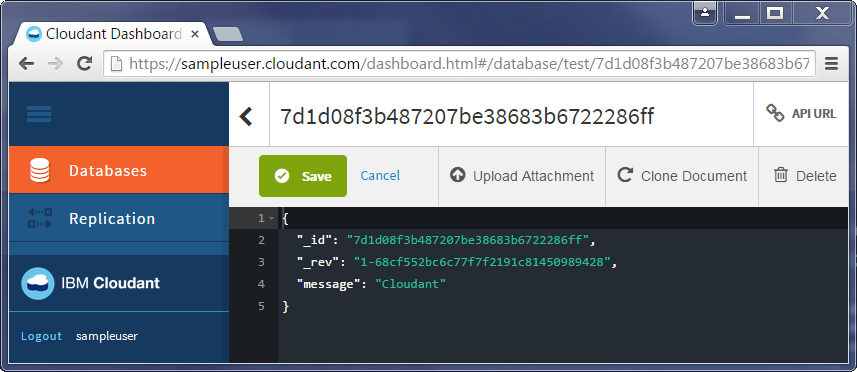 Cloudant Dashboard
https://sampleuser.cloudant.com/dashboard.html#/database/test/7d1d08f3b487207be38683b67
7d1d08f3b487207be38683b6722286ff
API URL
Databases
Save
Cancel
Upload Attachment
Clone Document
Delete
Replication
1 {
2 "_id": "7d1d08f3b487207be38683b6722286ff",
3 "_rev": "1-68cf552bc6c77f7f2191c81450989428",
4 "message": "Cloudant"
5 }
IBM Cloudant
Logout sampleuser